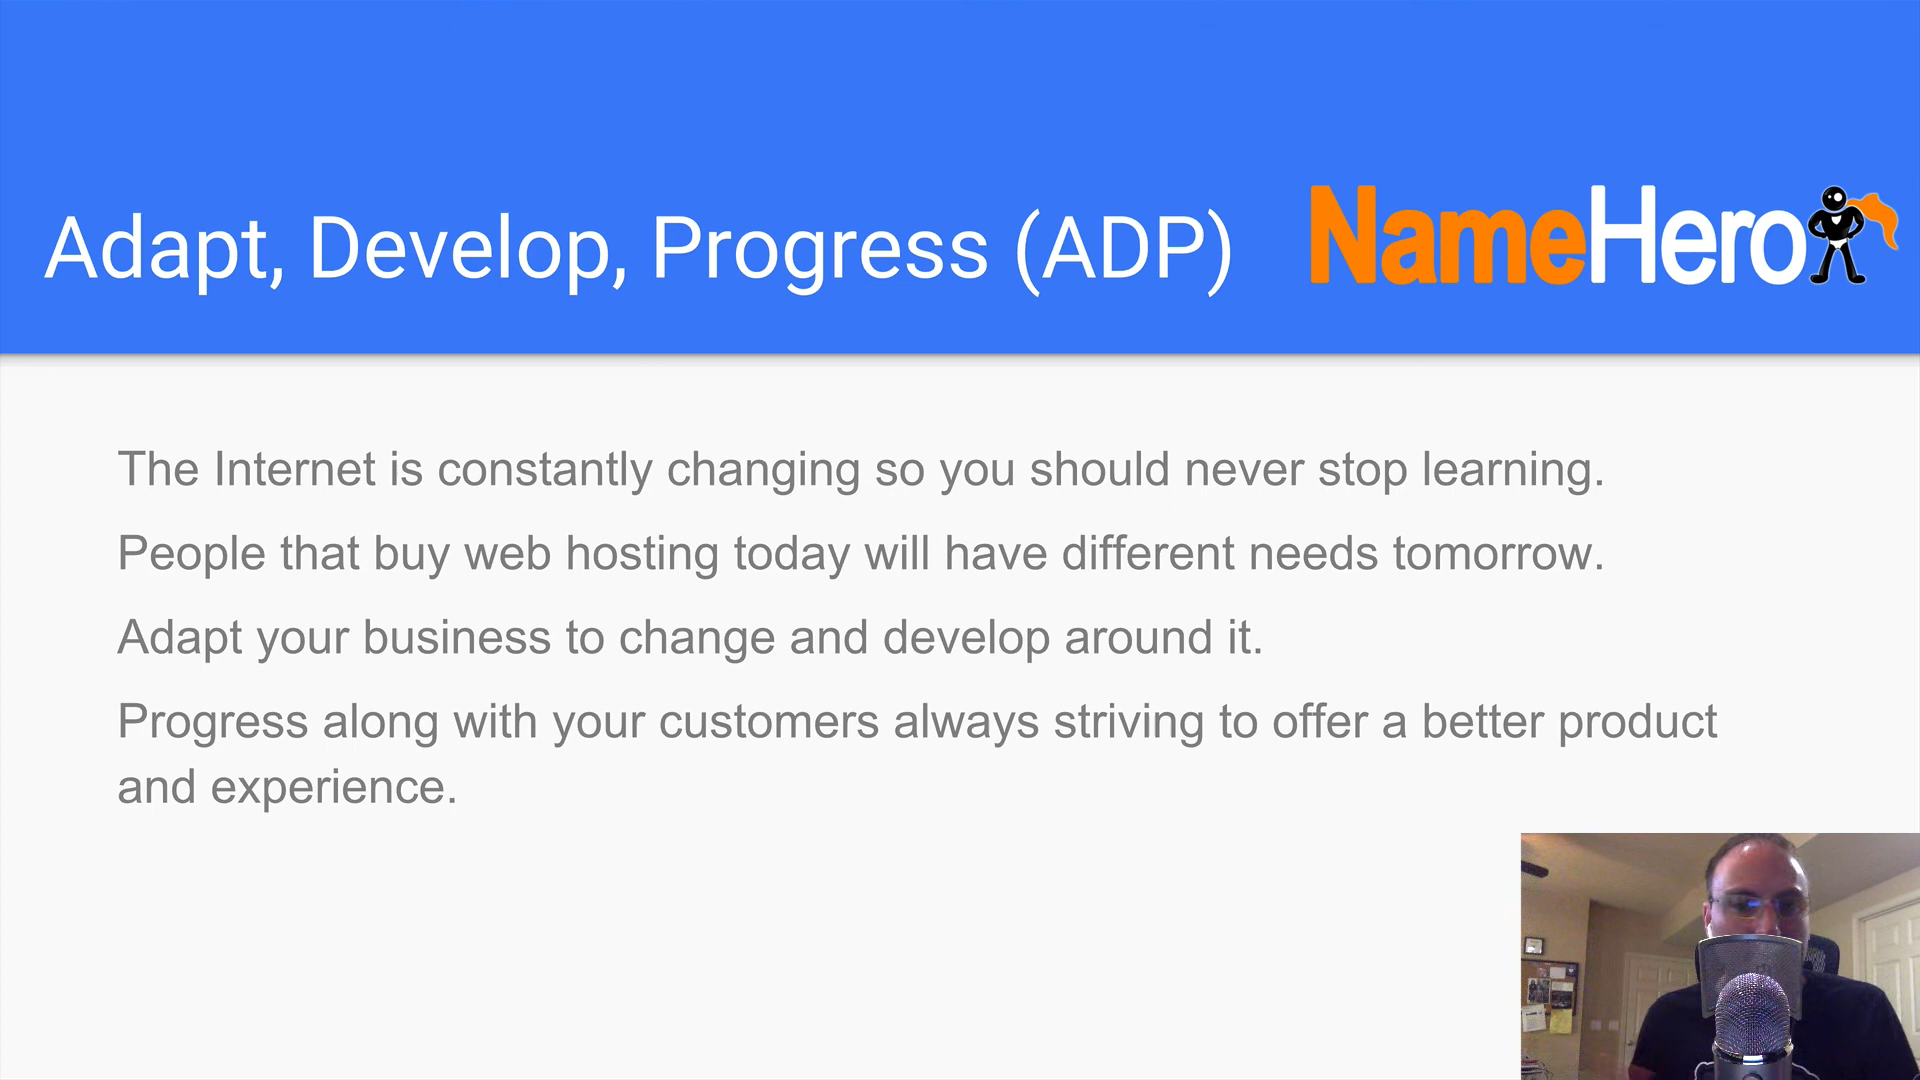 Adapt, Develop, Progress (ADP)
NameHero
The Internet is constantly changing so you should never stop learning.
People that buy web hosting today will have different needs tomorrow.
Adapt your business to change and develop around it.
Progress along with your customers always striving to offer a better product
and experience.